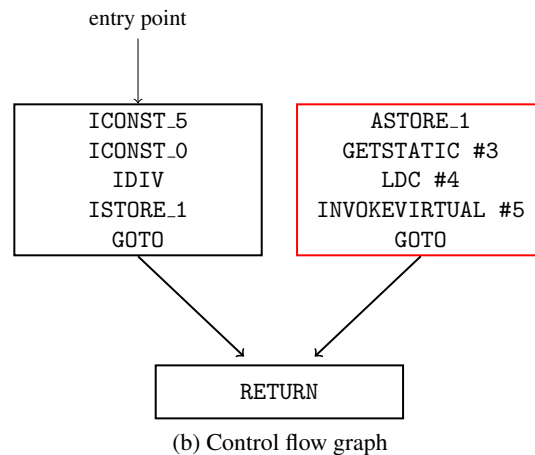 entry point
ICONST_5
ICONST_0
IDIV
ISTORE_1
GOTO
ASTORE_1
GETSTATIC #3
LDC #4
INVOKEVIRTUAL #5
GOTO
RETURN
(b) Control flow graph